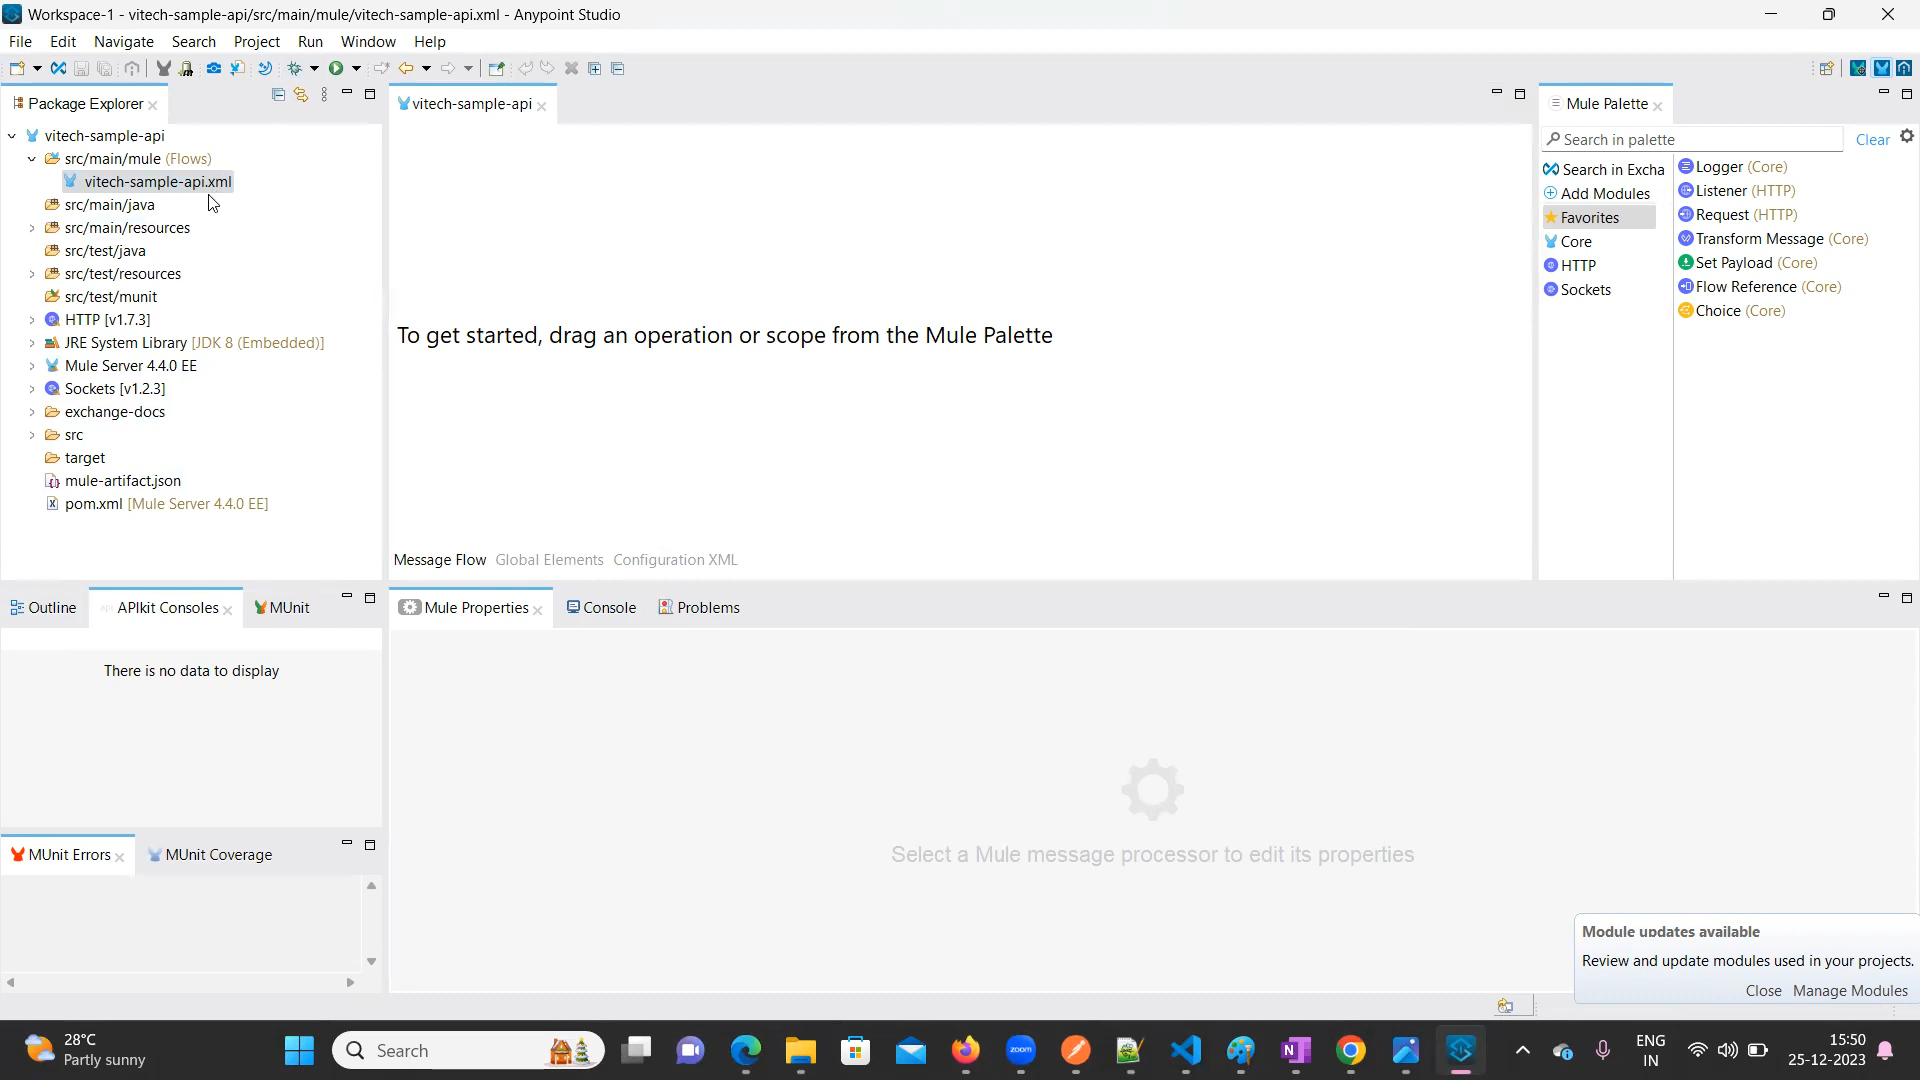 Workspace-1 - vitech-sample-api/src/main/mule/vitech-sample-api.xml - Anypoint Studio
File Edit Navigate Search Project Run Window Help
Package Explorer
vitech-sample-api
src/main/mule (Flows)
vitech-sample-api.xml
src/main/java
src/main/resources
src/test/java
src/test/resources
src/test/munit
HTTP [v1.7.3]
JRE System Library [JDK 8 (Embedded)]
Mule Server 4.4.0 EE
Sockets [v1.2.3]
exchange-docs
src
target
mule-artifact.json
pom.xml [Mule Server 4.4.0 EE]
vitech-sample-api
To get started, drag an operation or scope from the Mule Palette
Message Flow Global Elements Configuration XML
Mule Palette
Search in palette
Clear
Search in Excha
Add Modules
Favorites
Core
HTTP
Sockets
Logger (Core)
Listener (HTTP)
Request (HTTP)
Transform Message (Core)
Set Payload (Core)
Flow Reference (Core)
Choice (Core)
Outline APIkit Consoles MUnit
There is no data to display
MUnit Errors MUnit Coverage
Mule Properties Console Problems
Select a Mule message processor to edit its properties
Module updates available
Review and update modules used in your projects.
Close Manage Modules
28°C
Partly sunny
Search
zoom
ENG
IN
15:50
25-12-2023